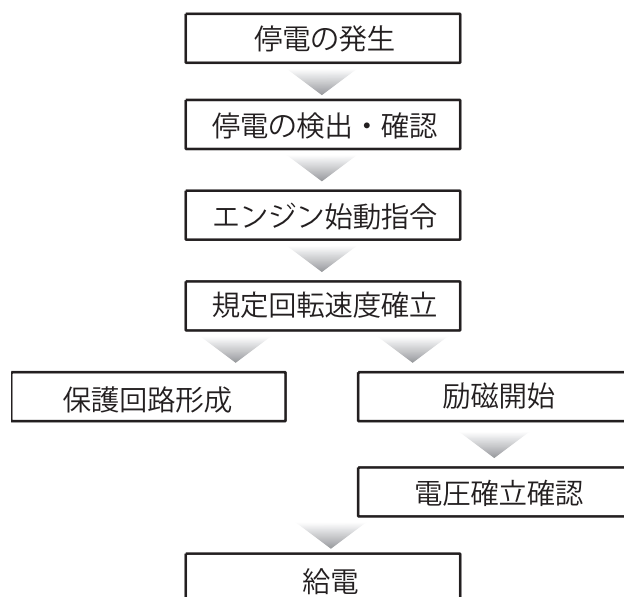 停電の発生
停電の検出・確認
エンジン始動指令
規定回転速度確立
保護回路形成
励磁開始
電圧確立確認
給電